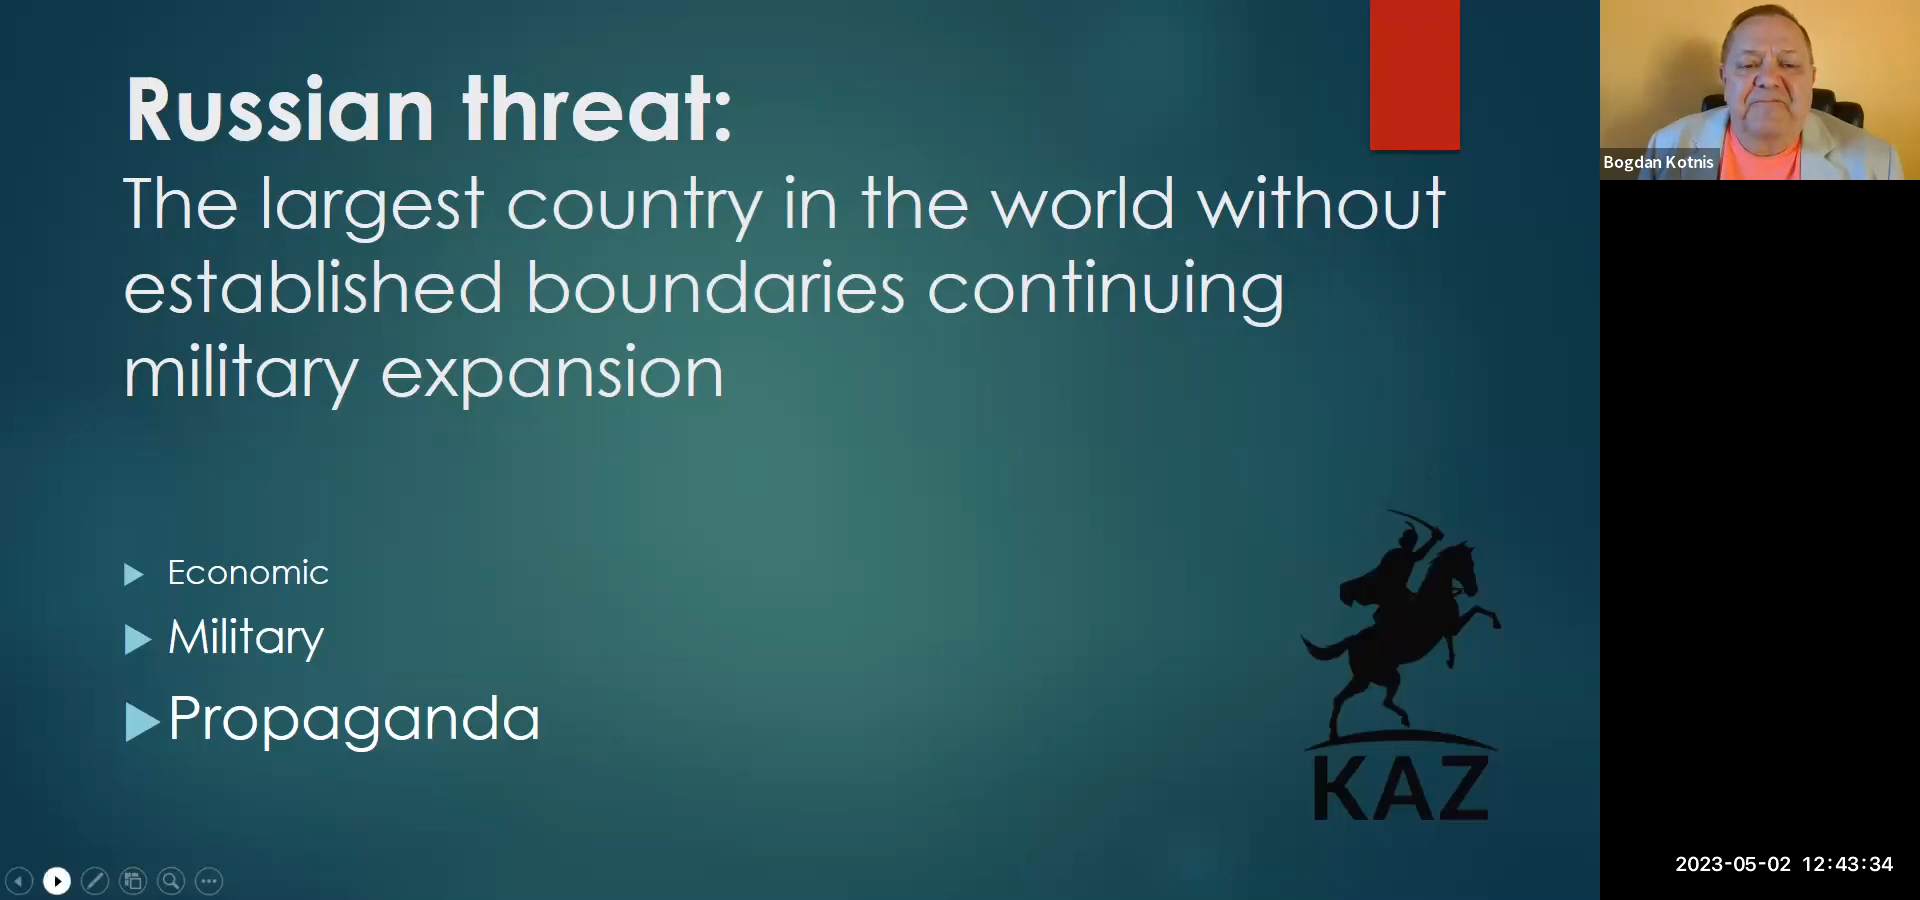 Russian threat:
The largest country in the world without
established boundaries continuing
military expansion
Economic
Military
Propaganda
KAZ
Bogdan Kotnis
2023-05-02 12:43:34